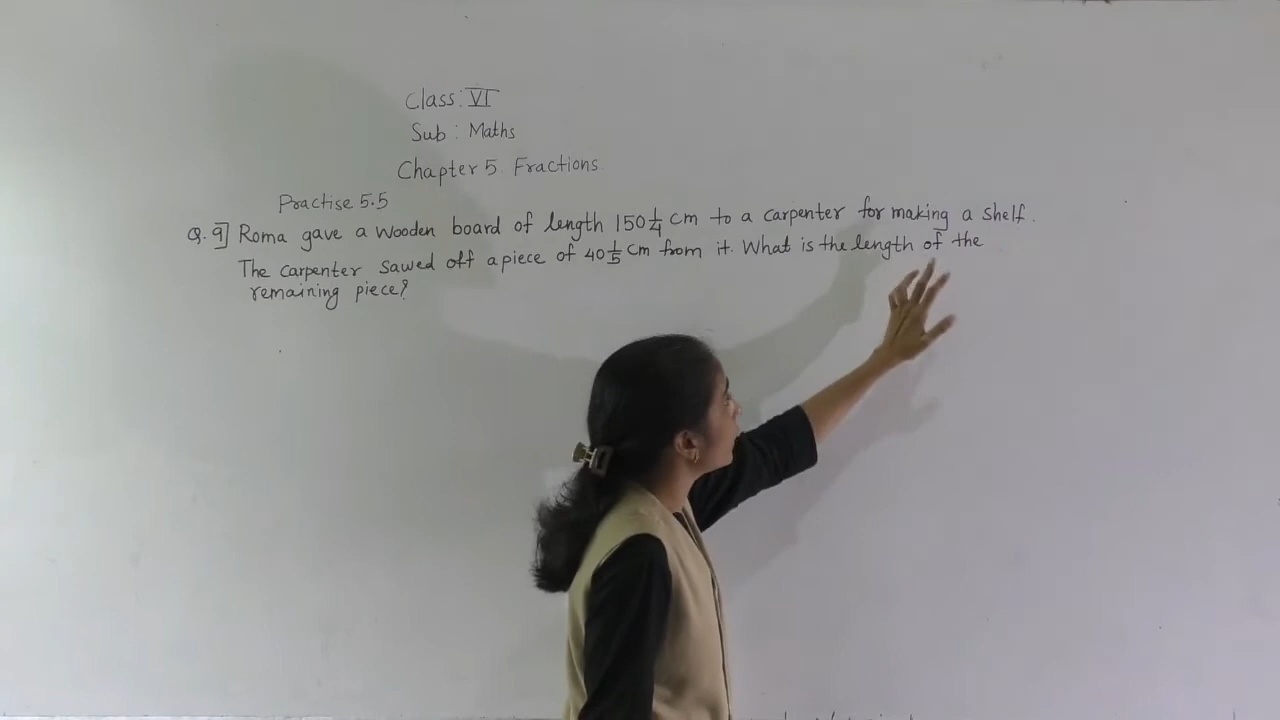 Class: VI
Sub : Maths
Chapter 5. Fractions.
Practise 5.5
Q. 9] Roma gave a wooden board of length 150 1/4 cm to a carpenter for making a shelf.
The carpenter sawed off a piece of 40 1/5 cm from it. What is the length of the
remaining piece?